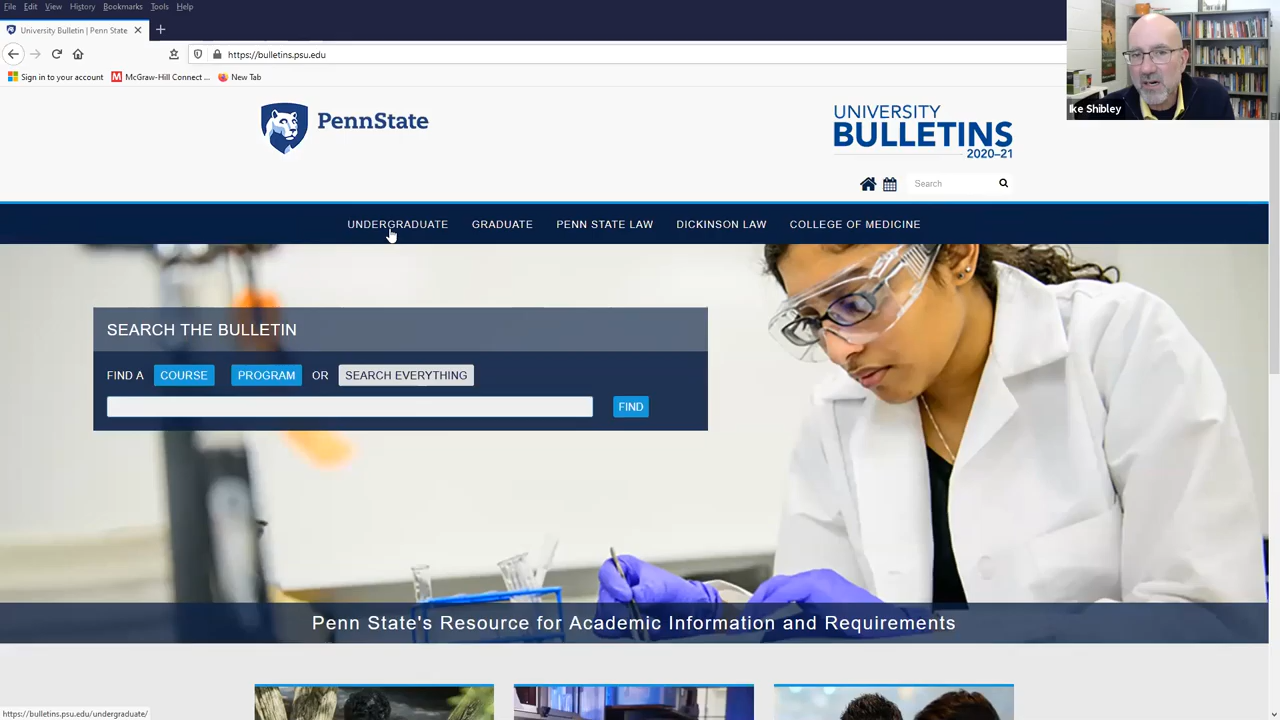 File Edit View History Bookmarks Tools Help
University Bulletin | Penn State
https://bulletins.psu.edu
Sign in to your account McGraw-Hill Connect ... New Tab
Ike Shibley
PennState
UNIVERSITY
BULLETINS
2020–21
Search
UNDERGRADUATE GRADUATE PENN STATE LAW DICKINSON LAW COLLEGE OF MEDICINE
SEARCH THE BULLETIN
FIND A COURSE PROGRAM OR SEARCH EVERYTHING
FIND
Penn State's Resource for Academic Information and Requirements
https://bulletins.psu.edu/undergraduate/